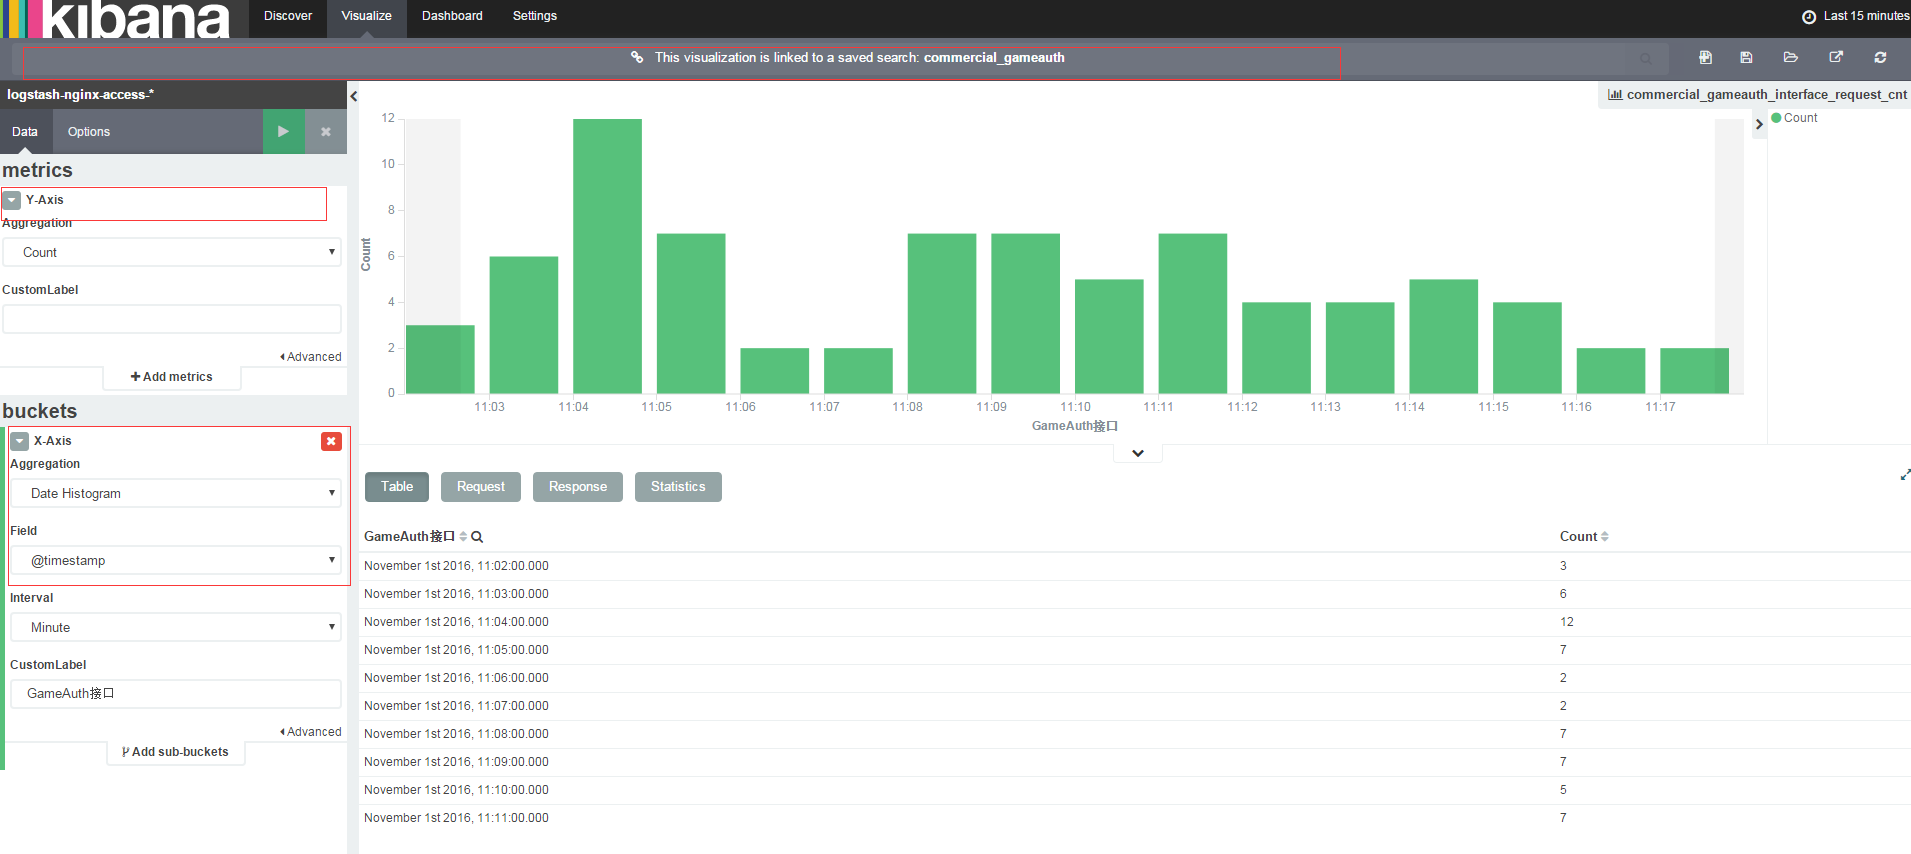 kibana Discover Visualize Dashboard Settings Last 15 minutes
This visualization is linked to a saved search: commercial_gameauth
logstash-nginx-access-*
Data Options
metrics
Y-Axis
Aggregation
Count
CustomLabel
Advanced
Add metrics
buckets
X-Axis
Aggregation
Date Histogram
Field
@timestamp
Interval
Minute
CustomLabel
GameAuth接口
Advanced
Add sub-buckets
commercial_gameauth_interface_request_cnt
Count
12
10
8
6
4
2
0
Count
11:03 11:04 11:05 11:06 11:07 11:08 11:09 11:10 11:11 11:12 11:13 11:14 11:15 11:16 11:17
GameAuth接口
Table Request Response Statistics
GameAuth接口 Count
November 1st 2016, 11:02:00.000 3
November 1st 2016, 11:03:00.000 6
November 1st 2016, 11:04:00.000 12
November 1st 2016, 11:05:00.000 7
November 1st 2016, 11:06:00.000 2
November 1st 2016, 11:07:00.000 2
November 1st 2016, 11:08:00.000 7
November 1st 2016, 11:09:00.000 7
November 1st 2016, 11:10:00.000 5
November 1st 2016, 11:11:00.000 7